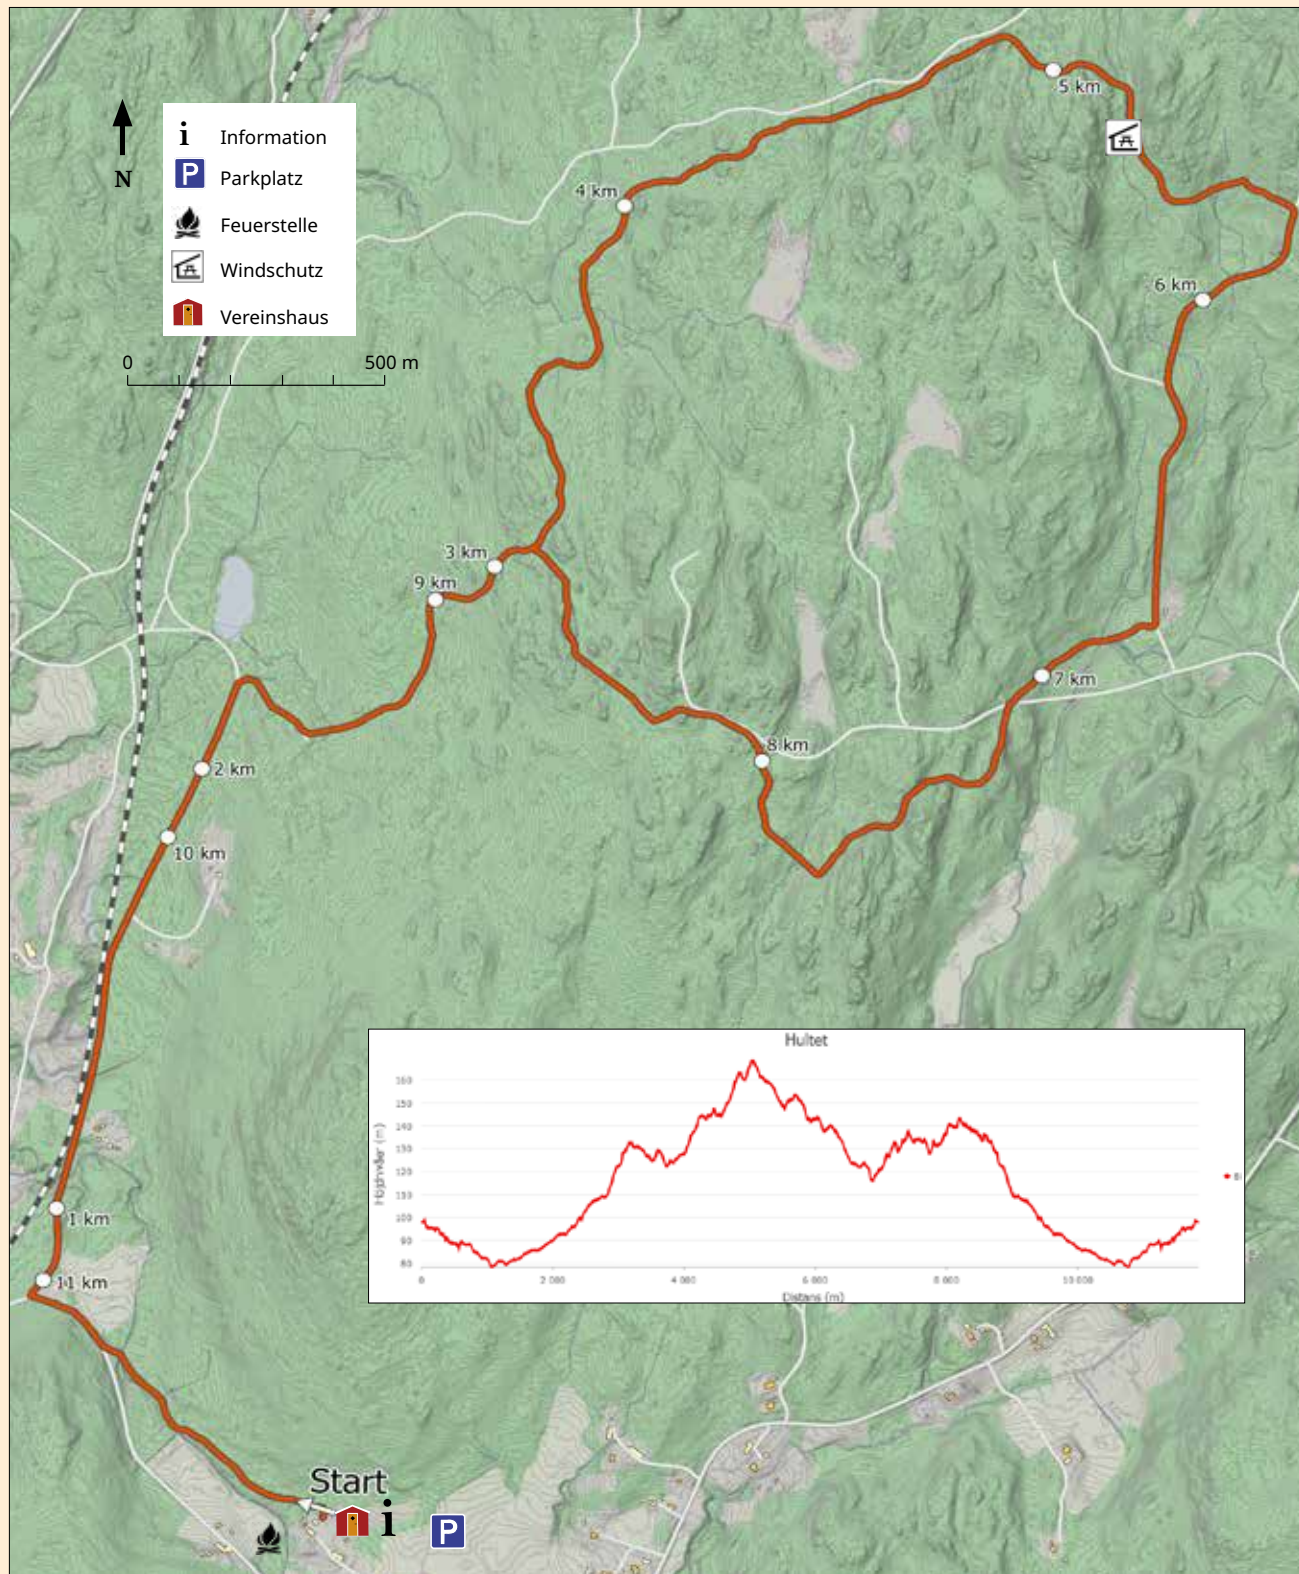 N
i Information
P Parkplatz
Feuerstelle
Windschutz
Vereinshaus
0 500 m
5 km
4 km
6 km
3 km
9 km
7 km
8 km
2 km
10 km
1 km
11 km
Hultet
160
150
140
130
120
110
100
90
80
0 2 000 4 000 6 000 8 000 10 000
Distans (m)
Start
i
P